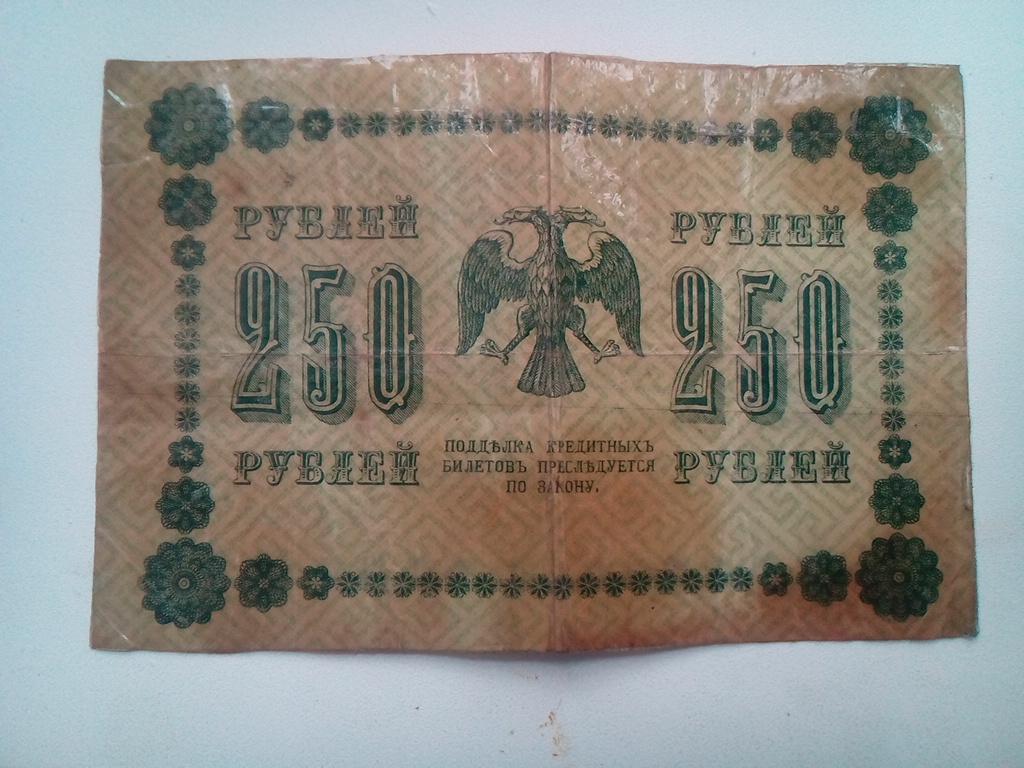 РУБЛЕЙ
250
РУБЛЕЙ
ПОДДѢЛКА КРЕДИТНЫХЪ
БИЛЕТОВЪ ПРЕСЛѢДУЕТСЯ
ПО ЗАКОНУ.
РУБЛЕЙ
250
РУБЛЕЙ